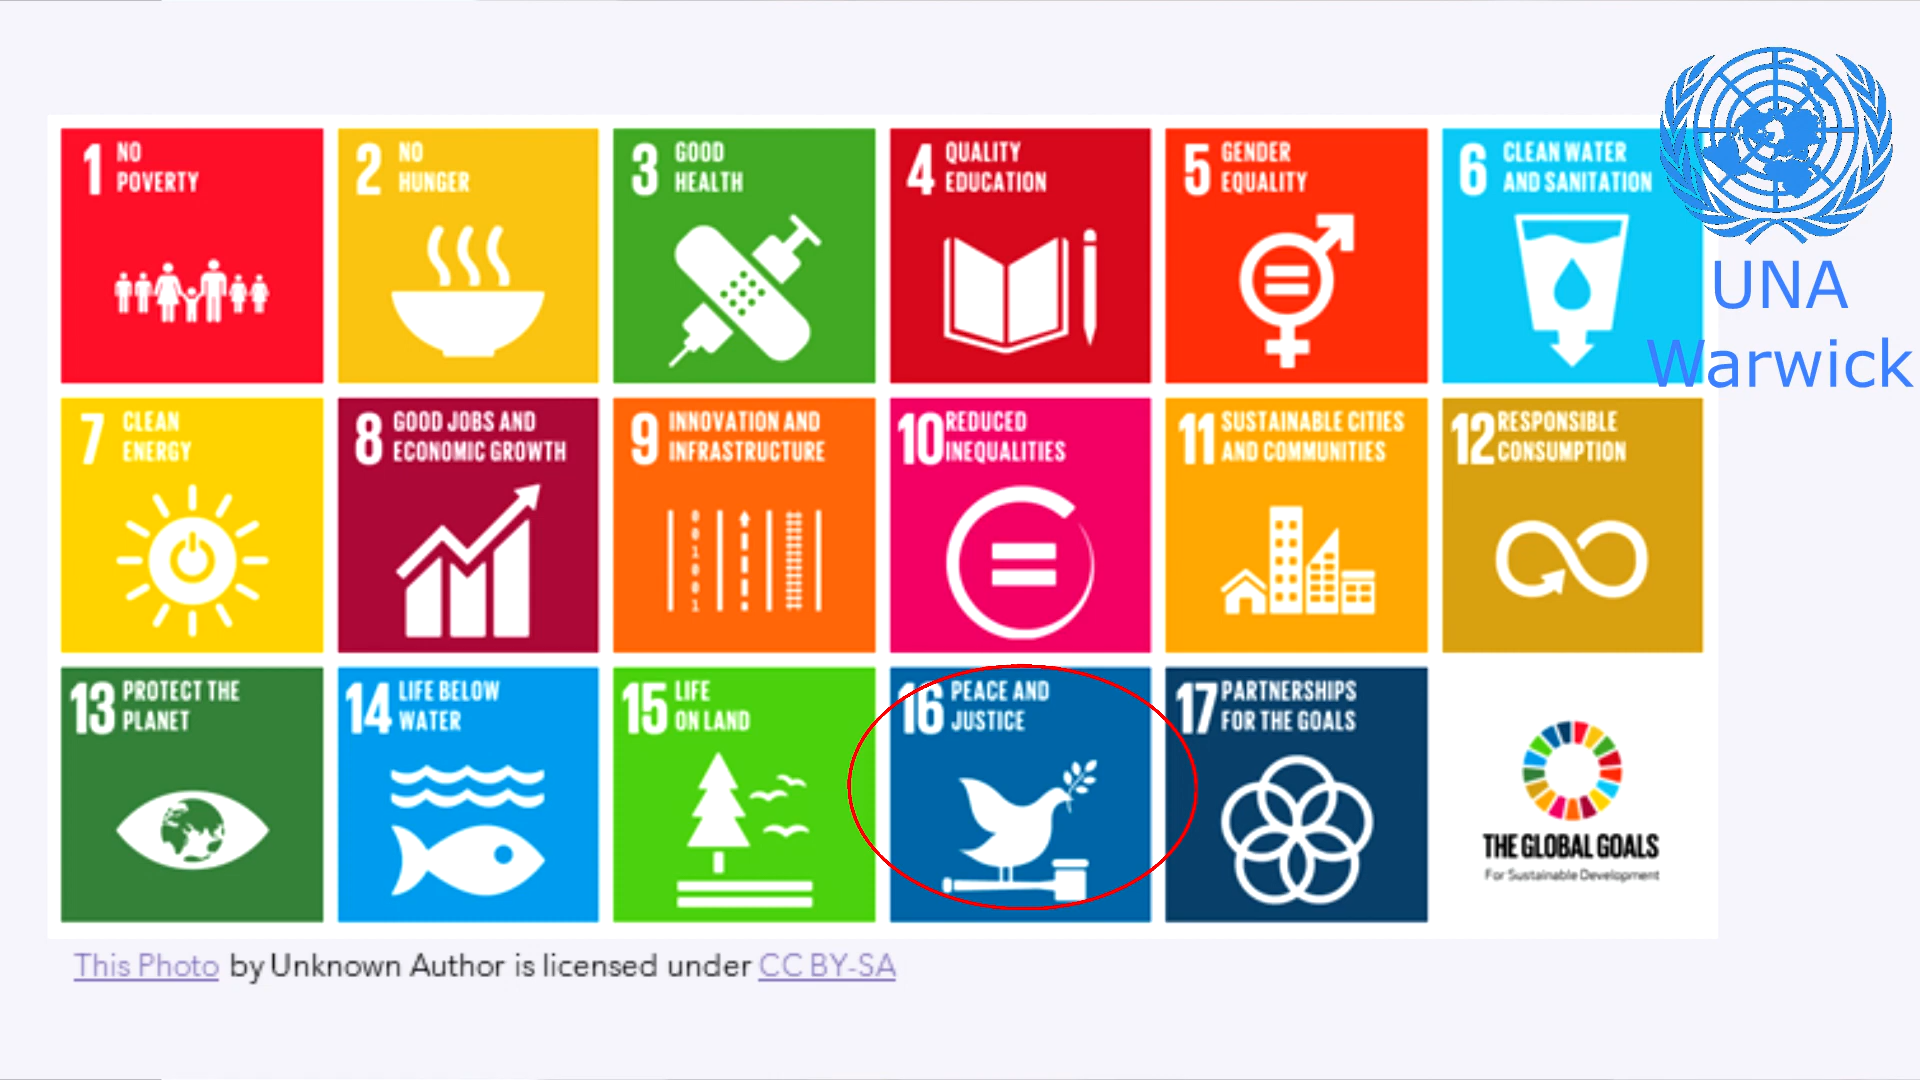 1 NO
POVERTY
2 NO
HUNGER
3 GOOD
HEALTH
4 QUALITY
EDUCATION
5 GENDER
EQUALITY
6 CLEAN WATER
AND SANITATION
UNA
Warwick
7 CLEAN
ENERGY
8 GOOD JOBS AND
ECONOMIC GROWTH
9 INNOVATION AND
INFRASTRUCTURE
10 REDUCED
INEQUALITIES
11 SUSTAINABLE CITIES
AND COMMUNITIES
12 RESPONSIBLE
CONSUMPTION
13 PROTECT THE
PLANET
14 LIFE BELOW
WATER
15 LIFE
ON LAND
16 PEACE AND
JUSTICE
17 PARTNERSHIPS
FOR THE GOALS
THE GLOBAL GOALS
For Sustainable Development
This Photo by Unknown Author is licensed under CC BY-SA